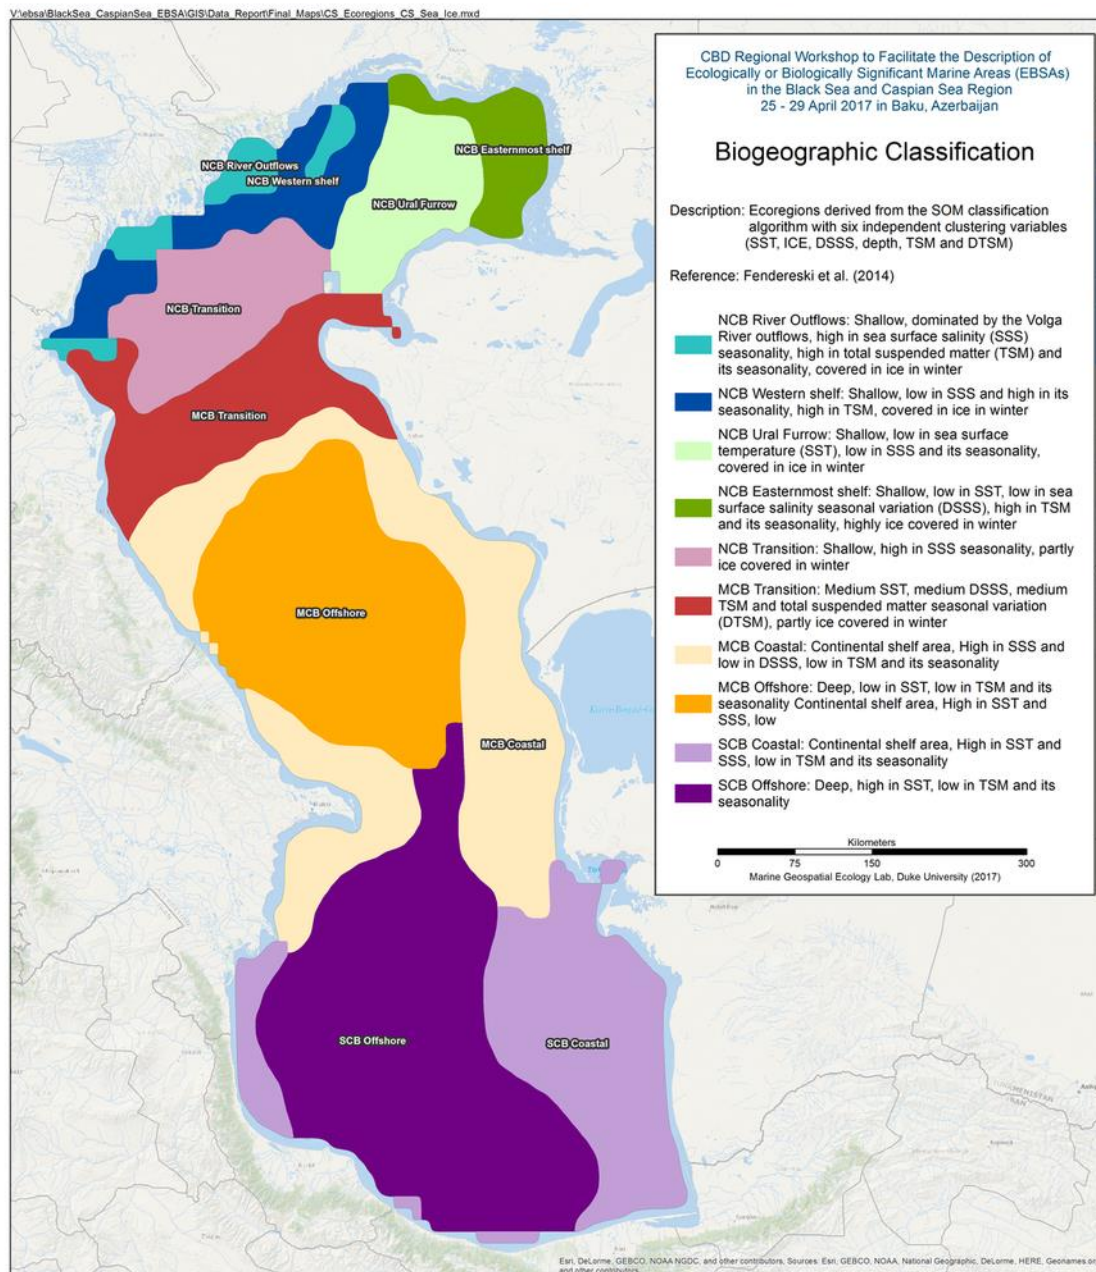 V:\ebsa\BlackSea_CaspianSea_EBSA\GIS\Data_Report\Final_Maps\CS_Ecoregions_CS_Sea_Ice.mxd
CBD Regional Workshop to Facilitate the Description of
Ecologically or Biologically Significant Marine Areas (EBSAs)
in the Black Sea and Caspian Sea Region
25 - 29 April 2017 in Baku, Azerbaijan
Biogeographic Classification
Description: Ecoregions derived from the SOM classification
algorithm with six independent clustering variables
(SST, ICE, DSSS, depth, TSM and DTSM)
Reference: Fendereski et al. (2014)
NCB River Outflows: Shallow, dominated by the Volga
River outflows, high in sea surface salinity (SSS)
seasonality, high in total suspended matter (TSM) and
its seasonality, covered in ice in winter
NCB Western shelf: Shallow, low in SSS and high in its
seasonality, high in TSM, covered in ice in winter
NCB Ural Furrow: Shallow, low in sea surface
temperature (SST), low in SSS and its seasonality,
covered in ice in winter
NCB Easternmost shelf: Shallow, low in SST, low in sea
surface salinity seasonal variation (DSSS), high in TSM
and its seasonality, highly ice covered in winter
NCB Transition: Shallow, high in SSS seasonality, partly
ice covered in winter
MCB Transition: Medium SST, medium DSSS, medium
TSM and total suspended matter seasonal variation
(DTSM), partly ice covered in winter
MCB Coastal: Continental shelf area, High in SSS and
low in DSSS, low in TSM and its seasonality
MCB Offshore: Deep, low in SST, low in TSM and its
seasonality Continental shelf area, High in SST and
SSS, low
SCB Coastal: Continental shelf area, High in SST and
SSS, low in TSM and its seasonality
SCB Offshore: Deep, high in SST, low in TSM and its
seasonality
Kilometers
0 75 150 300
Marine Geospatial Ecology Lab, Duke University (2017)
NCB Easternmost shelf
NCB River Outflows
NCB Western shelf
NCB Ural Furrow
NCB Transition
MCB Transition
MCB Offshore
MCB Coastal
SCB Offshore
SCB Coastal
TURKMENISTAN
IRAN
Esri, DeLorme, GEBCO, NOAA NGDC, and other contributors, Sources: Esri, GEBCO, NOAA, National Geographic, DeLorme, HERE, Geonames.or
and other contributors